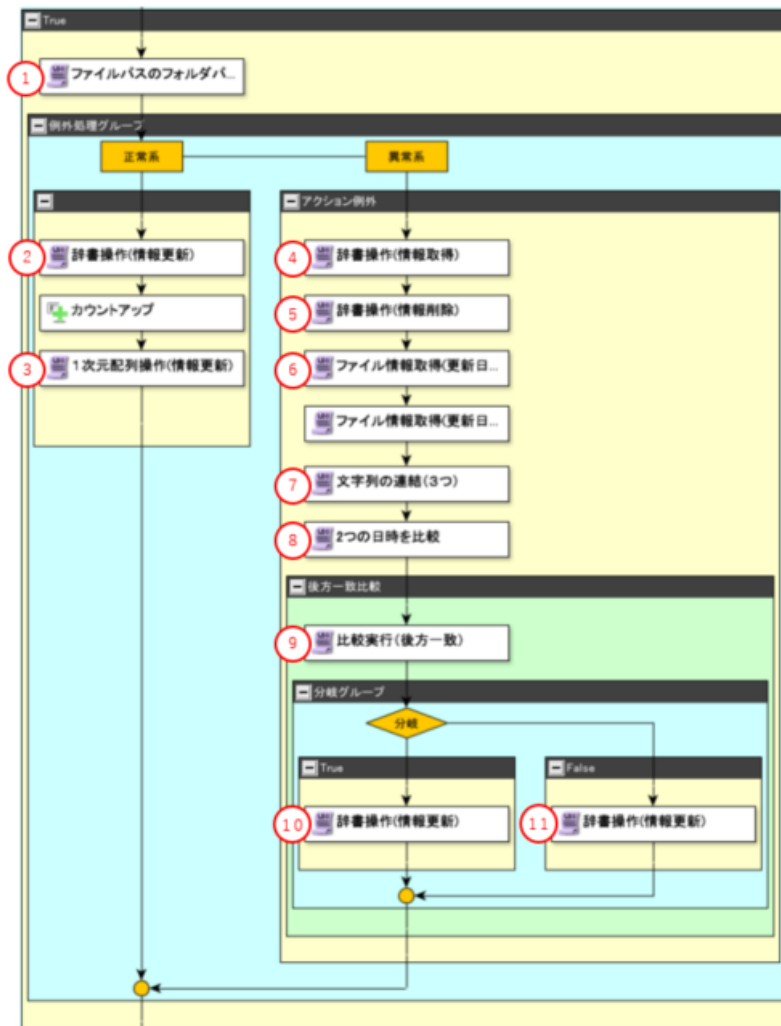 True
1
ファイルパスのフォルダパ...
例外処理グループ
正常系
異常系
アクション例外
2
辞書操作(情報更新)
4
辞書操作(情報取得)
カウントアップ
5
辞書操作(情報削除)
3
1次元配列操作(情報更新)
6
ファイル情報取得(更新日...
ファイル情報取得(更新日...
7
文字列の連結(3つ)
8
2つの日時を比較
後方一致比較
9
比較実行(後方一致)
分岐グループ
分岐
True
False
10
辞書操作(情報更新)
11
辞書操作(情報更新)